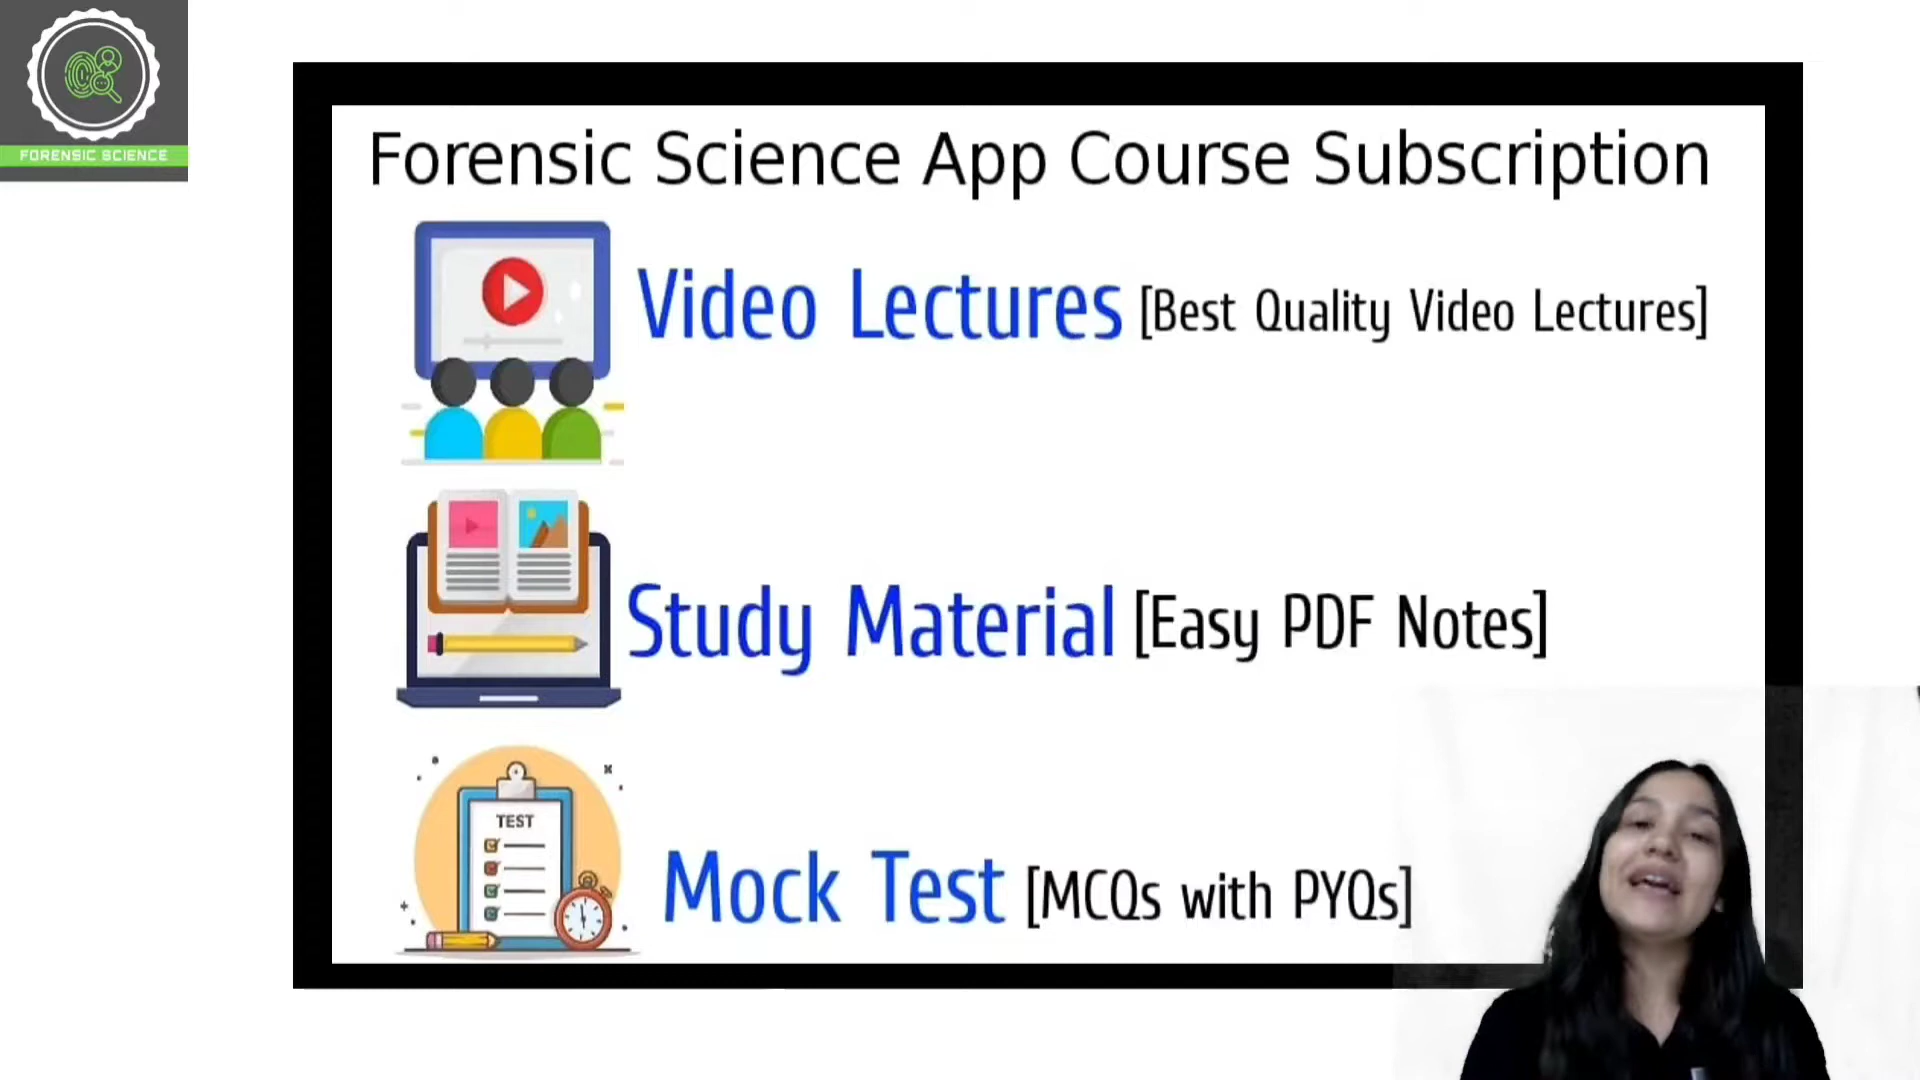 FORENSIC SCIENCE
Forensic Science App Course Subscription
Video Lectures [Best Quality Video Lectures]
Study Material [Easy PDF Notes]
TEST
Mock Test [MCQs with PYQs]